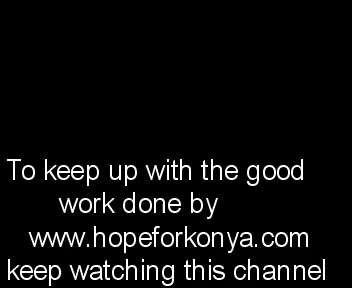 To keep up with the good
work done by
www.hopeforkonya.com
keep watching this channel